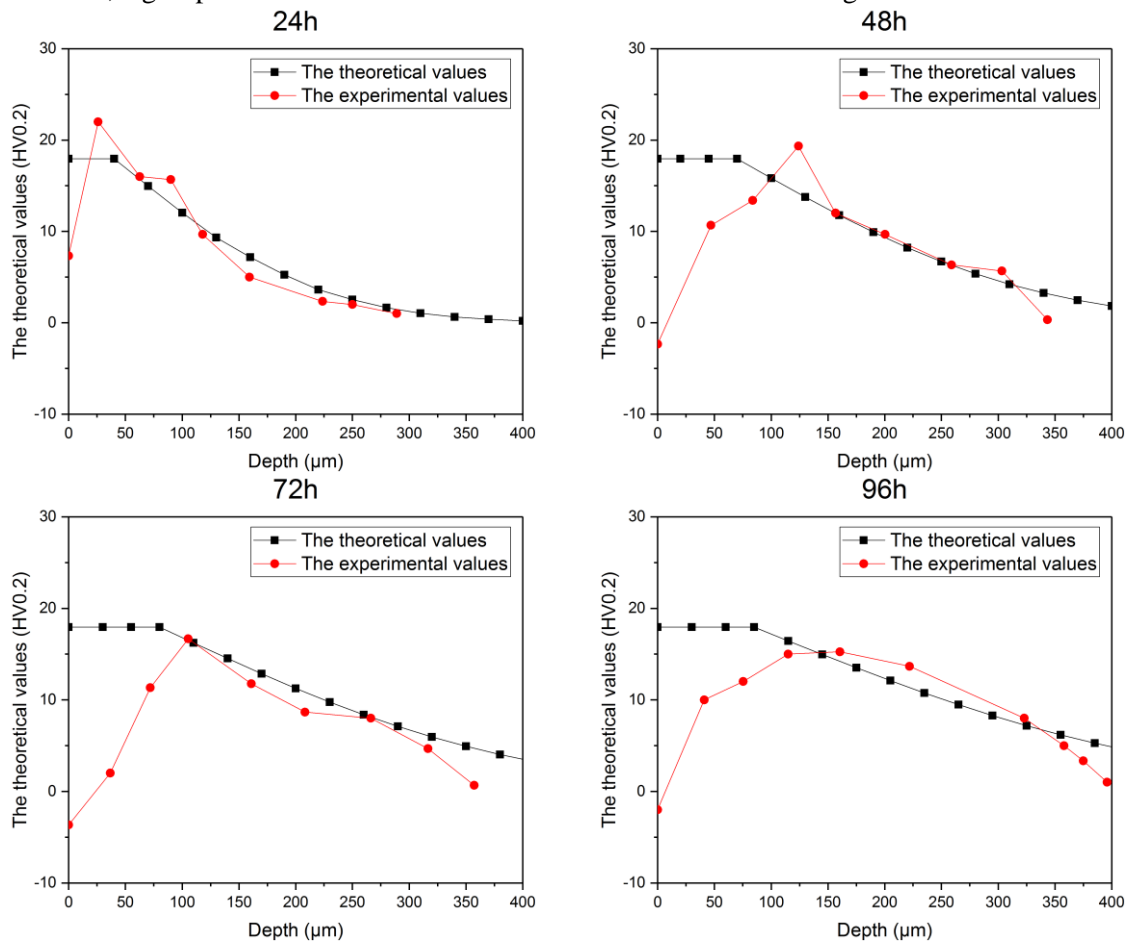 24h
48h
30
20
10
0
-10
The theoretical values (HV0.2)
The theoretical values
The experimental values
0 50 100 150 200 250 300 350 400
Depth (μm)
30
20
10
0
-10
The theoretical values (HV0.2)
The theoretical values
The experimental values
0 50 100 150 200 250 300 350 400
Depth (μm)
72h
96h
30
20
10
0
-10
The theoretical values (HV0.2)
The theoretical values
The experimental values
0 50 100 150 200 250 300 350 400
Depth (μm)
30
20
10
0
-10
The theoretical values (HV0.2)
The theoretical values
The experimental values
0 50 100 150 200 250 300 350 400
Depth (μm)